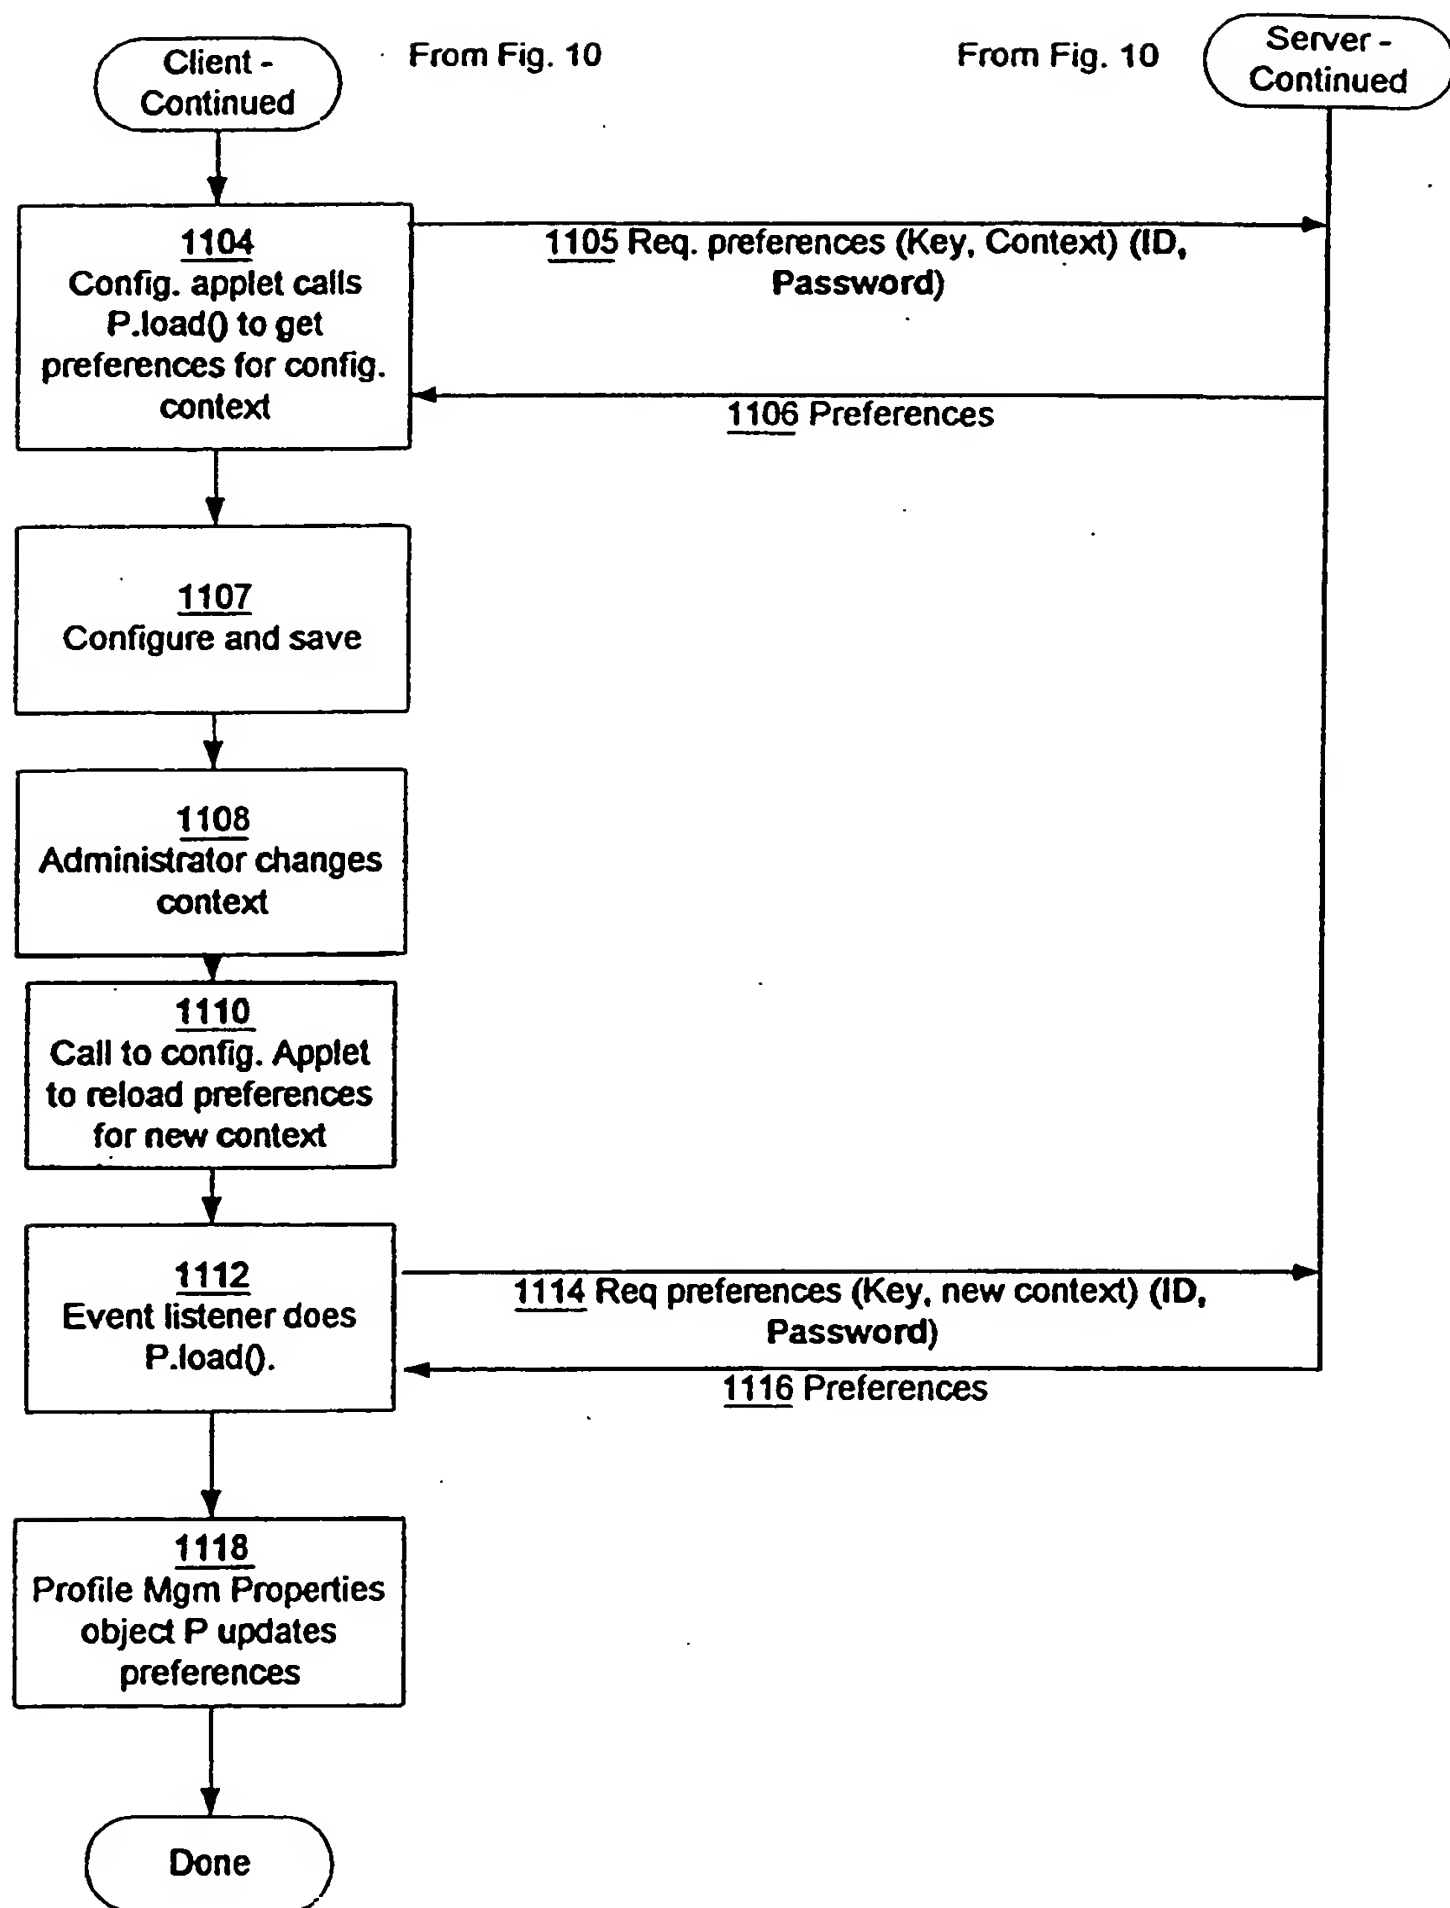 Client -
Continued
From Fig. 10
From Fig. 10
Server -
Continued
1104
Config. applet calls
P.load() to get
preferences for config.
context
1105 Req. preferences (Key, Context) (ID,
Password)
1106 Preferences
1107
Configure and save
1108
Administrator changes
context
1110
Call to config. Applet
to reload preferences
for new context
1112
Event listener does
P.load().
1114 Req preferences (Key, new context) (ID,
Password)
1116 Preferences
1118
Profile Mgm Properties
object P updates
preferences
Done